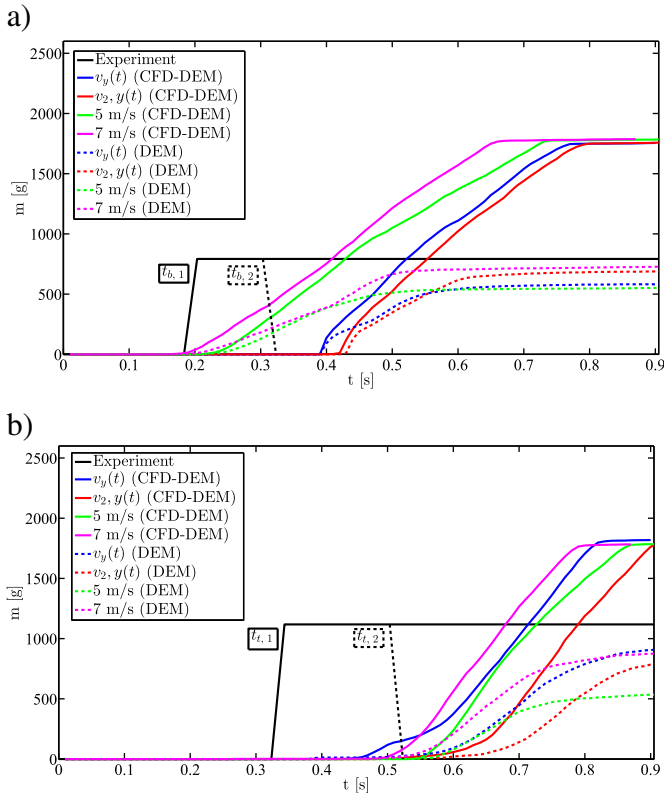 a)
2500
2000
1500
1000
500
0
m [g]
Experiment
v_y(t) (CFD-DEM)
v_2, y(t) (CFD-DEM)
5 m/s (CFD-DEM)
7 m/s (CFD-DEM)
v_y(t) (DEM)
v_2, y(t) (DEM)
5 m/s (DEM)
7 m/s (DEM)
t_b, 1
t_b, 2
0 0.1 0.2 0.3 0.4 0.5 0.6 0.7 0.8 0.9
t [s]
b)
2500
2000
1500
1000
500
0
m [g]
Experiment
v_y(t) (CFD-DEM)
v_2, y(t) (CFD-DEM)
5 m/s (CFD-DEM)
7 m/s (CFD-DEM)
v_y(t) (DEM)
v_2, y(t) (DEM)
5 m/s (DEM)
7 m/s (DEM)
t_t, 1
t_t, 2
0 0.1 0.2 0.3 0.4 0.5 0.6 0.7 0.8 0.9
t [s]